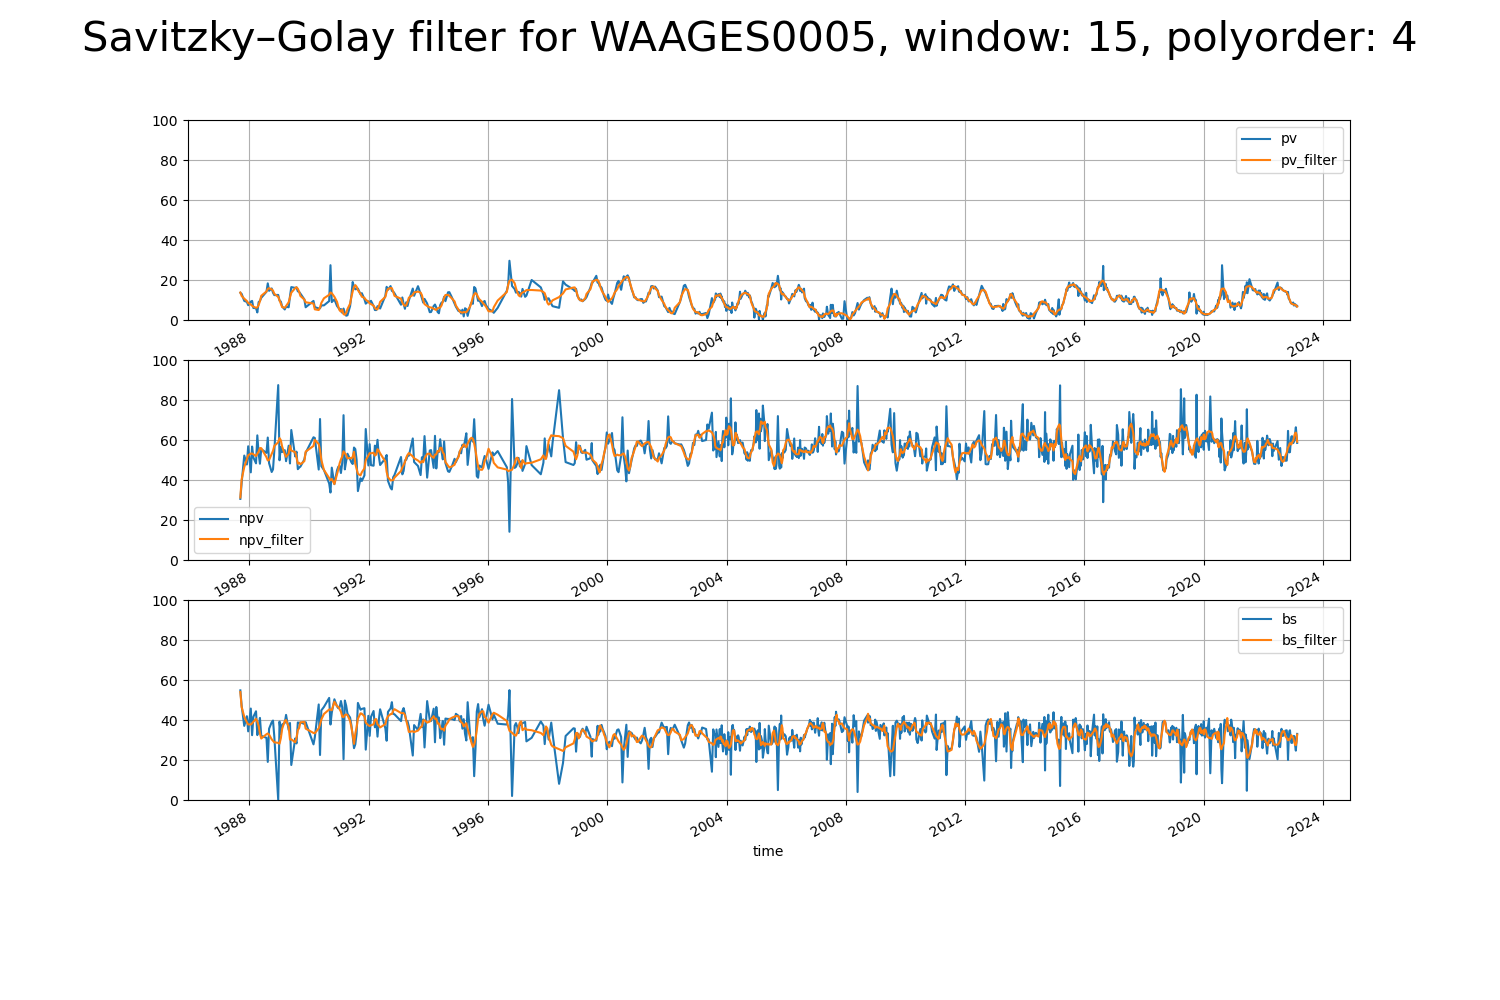 Savitzky–Golay filter for WAAGES0005, window: 15, polyorder: 4
100
80
60
40
20
0
pv
pv_filter
1988 1992 1996 2000 2004 2008 2012 2016 2020 2024
100
80
60
40
20
0
npv
npv_filter
1988 1992 1996 2000 2004 2008 2012 2016 2020 2024
100
80
60
40
20
0
bs
bs_filter
1988 1992 1996 2000 2004 2008 2012 2016 2020 2024
time